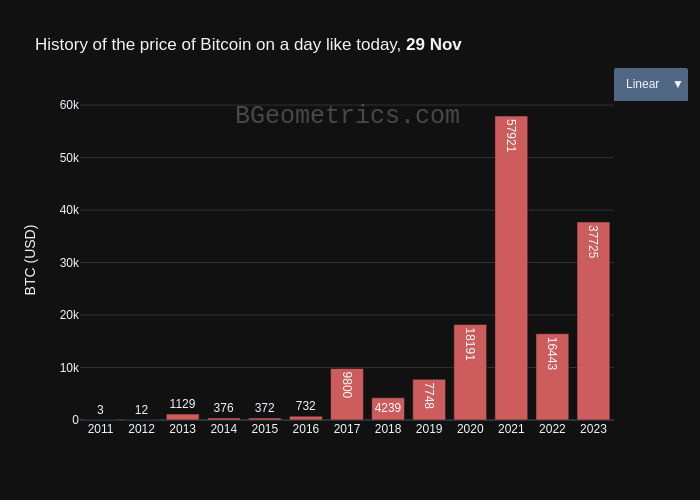 History of the price of Bitcoin on a day like today, 29 Nov
Linear ▼
BGeometrics.com
BTC (USD)
60k
50k
40k
30k
20k
10k
0
3
12
1129
376
372
732
9800
4239
7748
18191
57921
16443
37725
2011 2012 2013 2014 2015 2016 2017 2018 2019 2020 2021 2022 2023